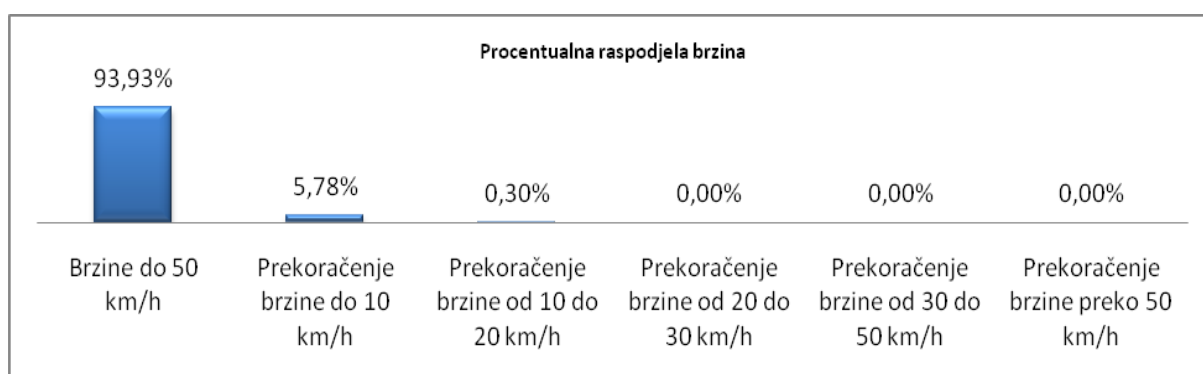 Procentualna raspodjela brzina
93,93%
5,78%
0,30%
0,00%
0,00%
0,00%
Brzine do 50
km/h
Prekoračenje
brzine do 10
km/h
Prekoračenje
brzine od 10 do
20 km/h
Prekoračenje
brzine od 20 do
30 km/h
Prekoračenje
brzine od 30 do
50 km/h
Prekoračenje
brzine preko 50
km/h